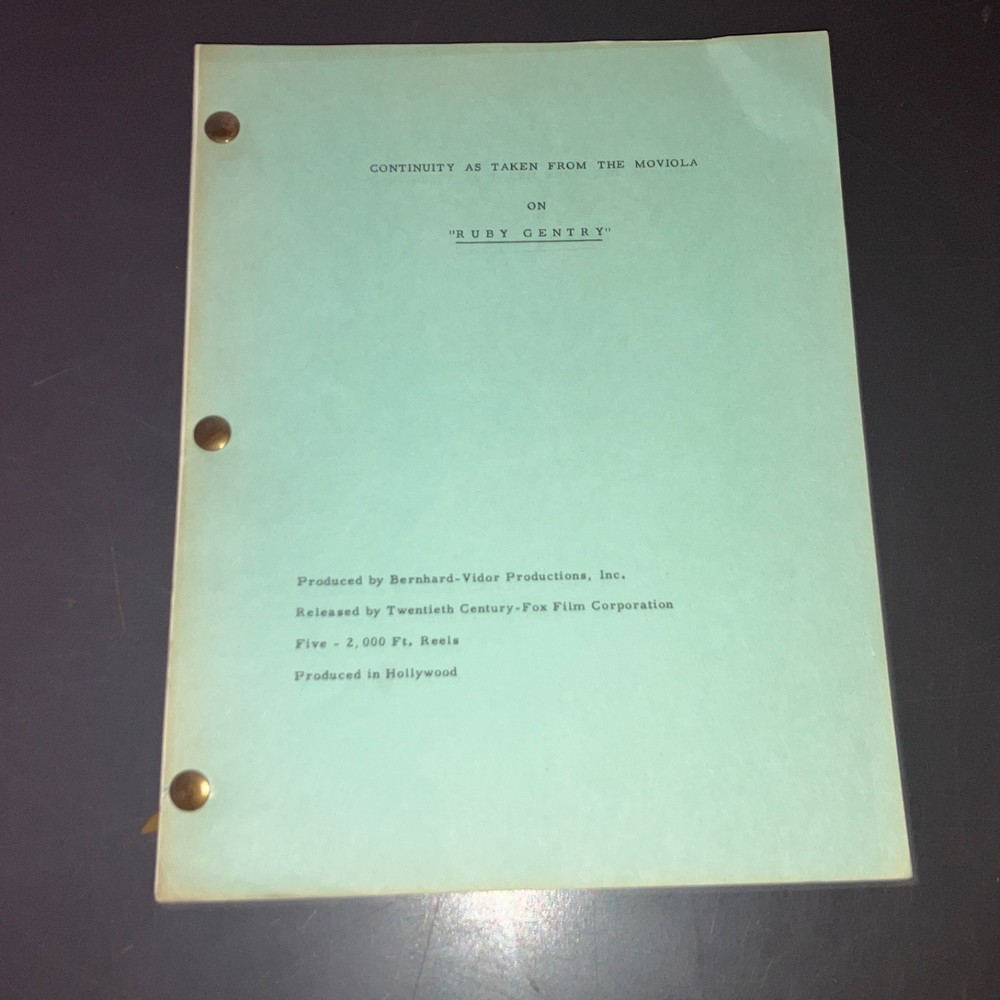 CONTINUITY AS TAKEN FROM THE MOVIOLA
ON
"RUBY GENTRY"
Produced by Bernhard-Vidor Productions, Inc.
Released by Twentieth Century-Fox Film Corporation
Five - 2,000 Ft. Reels
Produced in Hollywood